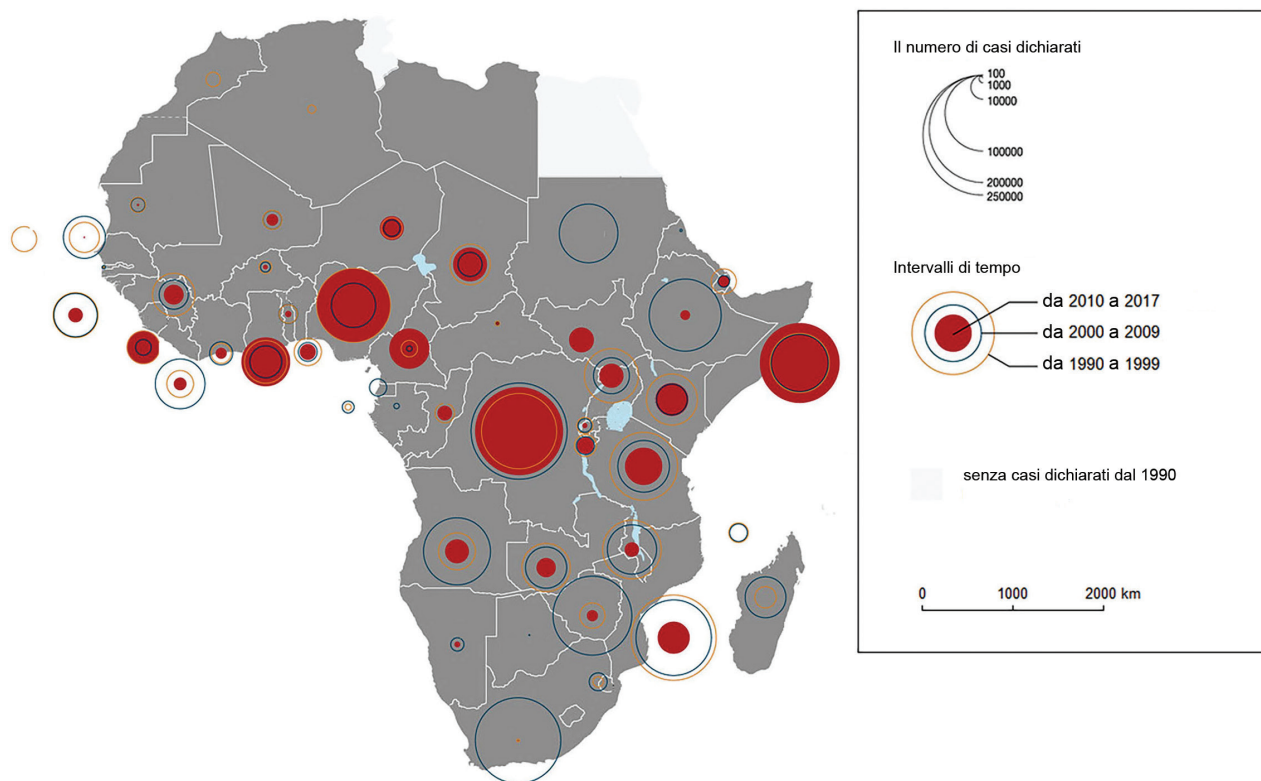 Il numero di casi dichiarati
100
1000
10000
100000
200000
250000
Intervalli di tempo
da 2010 a 2017
da 2000 a 2009
da 1990 a 1999
senza casi dichiarati dal 1990
0 1000 2000 km